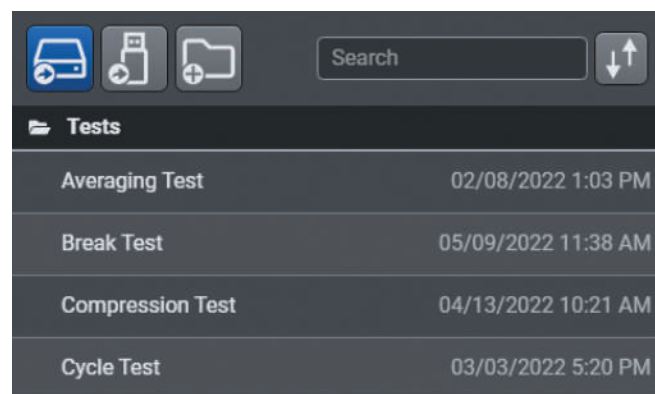 Search
Tests
Averaging Test 02/08/2022 1:03 PM
Break Test 05/09/2022 11:38 AM
Compression Test 04/13/2022 10:21 AM
Cycle Test 03/03/2022 5:20 PM